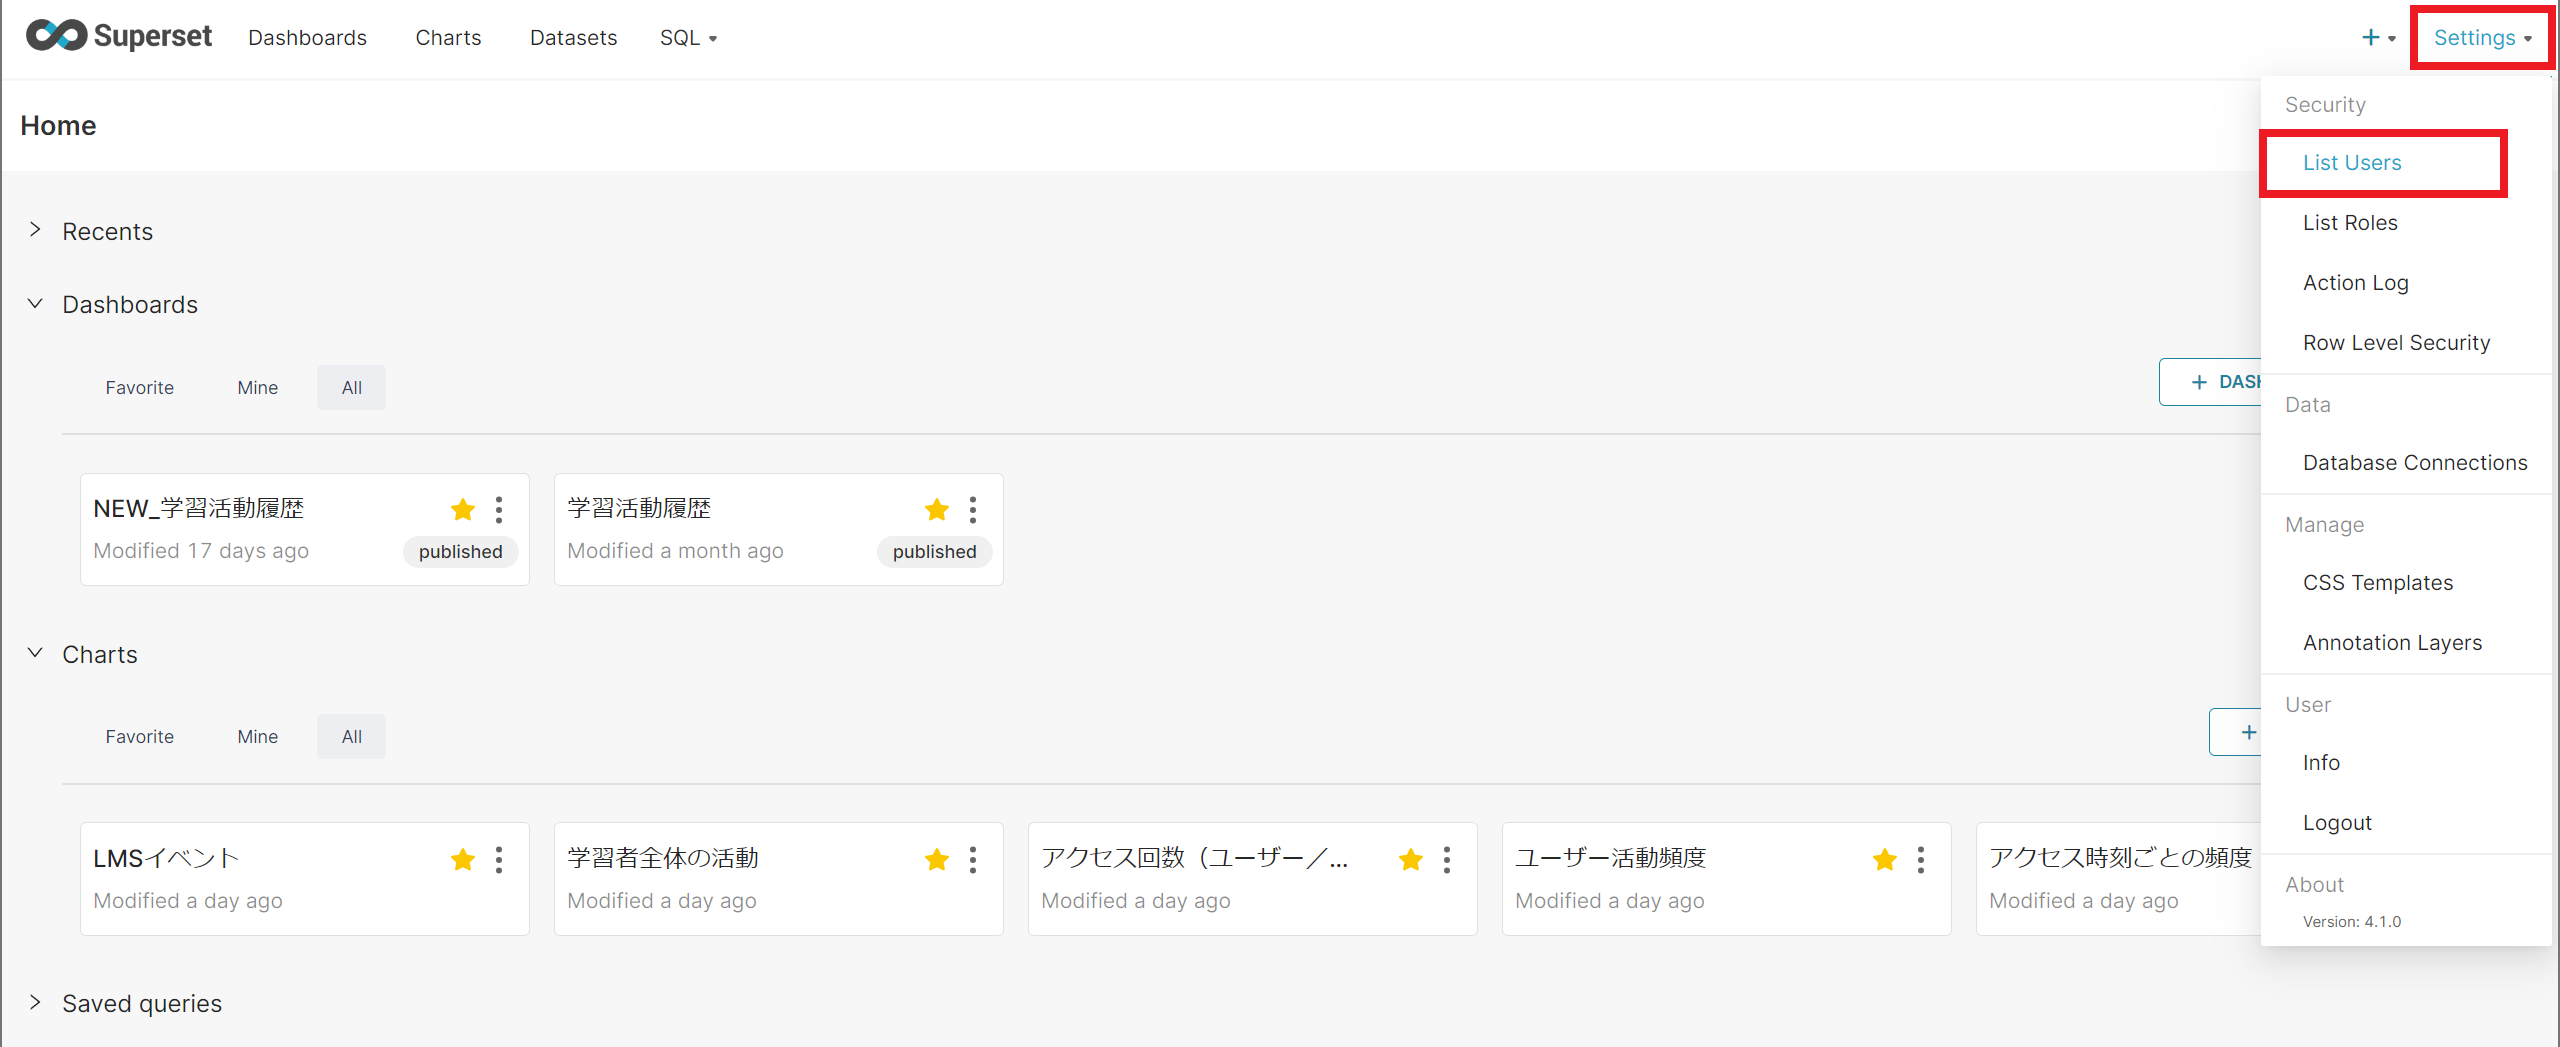 Superset Dashboards Charts Datasets SQL + Settings
Home
Recents
Dashboards
Favorite Mine All
+ DASH
NEW_学習活動履歴
Modified 17 days ago published
学習活動履歴
Modified a month ago published
Charts
Favorite Mine All
+
LMSイベント
Modified a day ago
学習者全体の活動
Modified a day ago
アクセス回数（ユーザー／...
Modified a day ago
ユーザー活動頻度
Modified a day ago
アクセス時刻ごとの頻度
Modified a day ago
Saved queries
Security
List Users
List Roles
Action Log
Row Level Security
Data
Database Connections
Manage
CSS Templates
Annotation Layers
User
Info
Logout
About
Version: 4.1.0